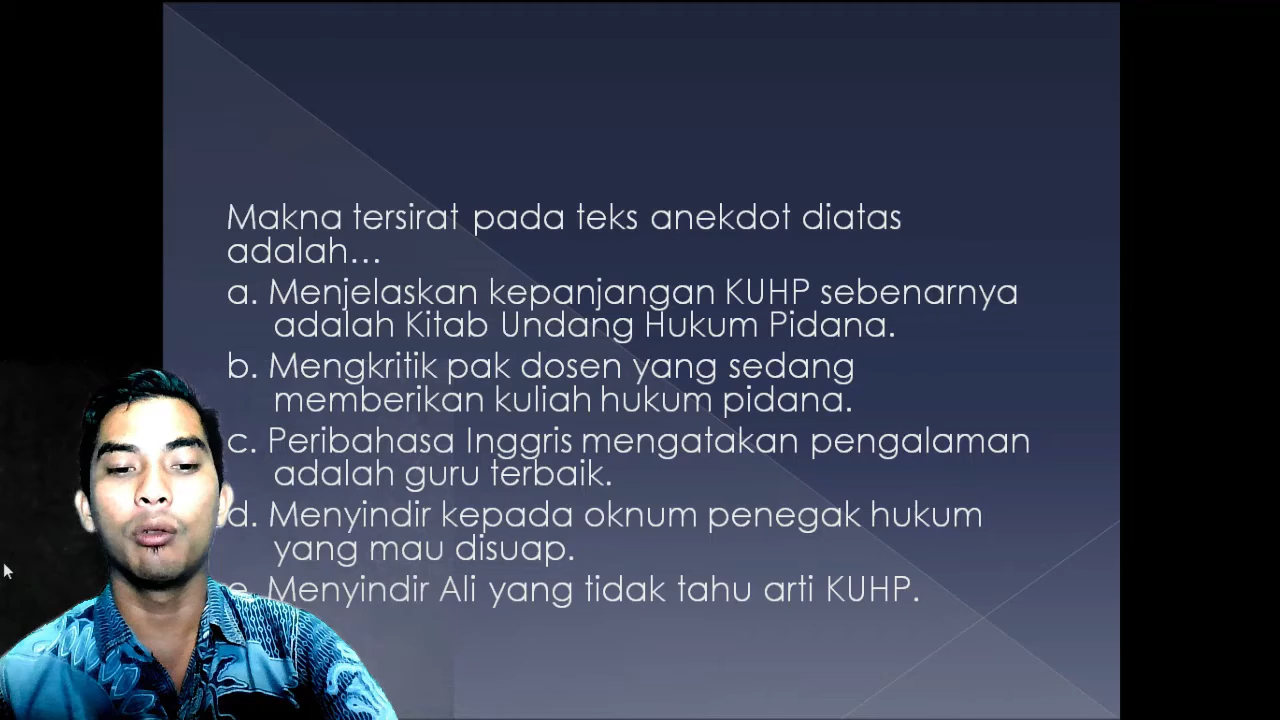 Makna tersirat pada teks anekdot diatas
adalah...
a. Menjelaskan kepanjangan KUHP sebenarnya
adalah Kitab Undang Hukum Pidana.
b. Mengkritik pak dosen yang sedang
memberikan kuliah hukum pidana.
c. Peribahasa Inggris mengatakan pengalaman
adalah guru terbaik.
d. Menyindir kepada oknum penegak hukum
yang mau disuap.
e. Menyindir Ali yang tidak tahu arti KUHP.